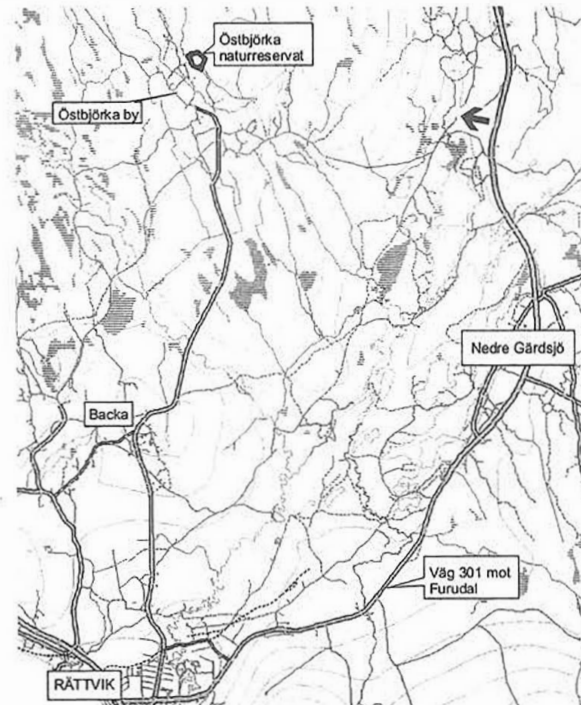 Östbjörka
naturreservat
Östbjörka by
Nedre Gärdsjö
Backa
Väg 301 mot
Furudal
RÄTTVIK